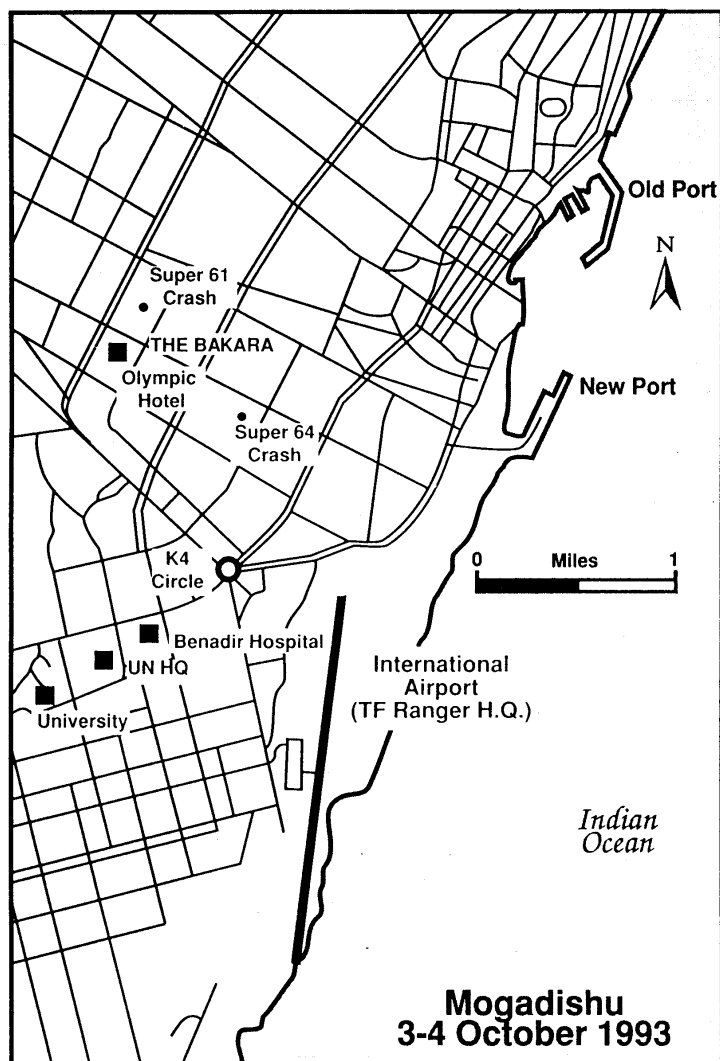 Old Port
N
Super 61
Crash
THE BAKARA
Olympic
Hotel
New Port
Super 64
Crash
K4
Circle
0 Miles 1
Benadir Hospital
UN HQ
International
Airport
(TF Ranger H.Q.)
University
Indian
Ocean
Mogadishu
3-4 October 1993